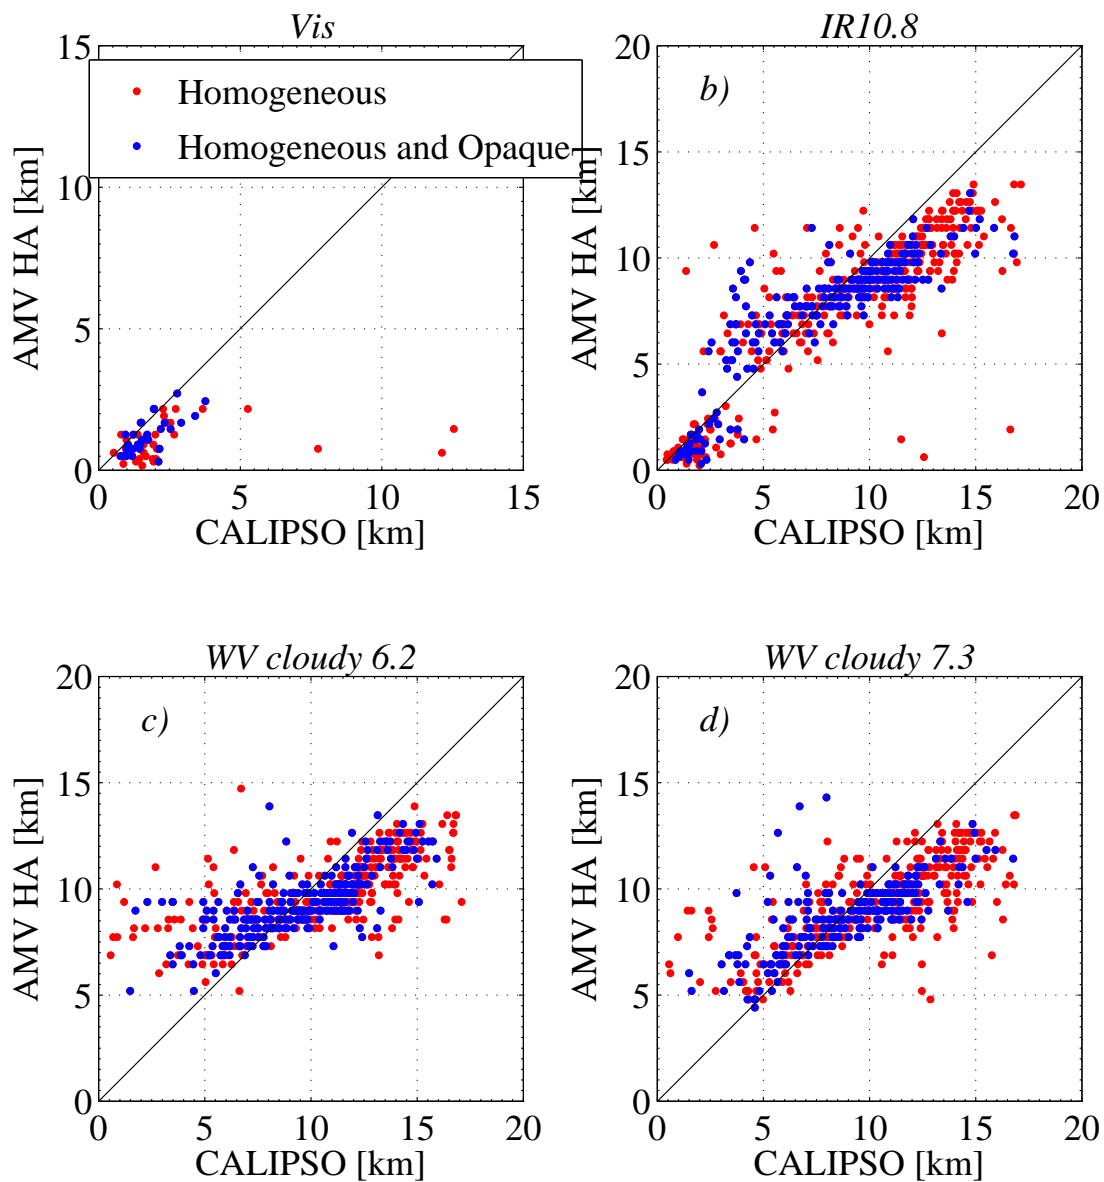 Vis
15
10
5
0
0 5 10 15
AMV HA [km]
CALIPSO [km]
Homogeneous
Homogeneous and Opaque
IR10.8
b)
20
15
10
5
0
0 5 10 15 20
AMV HA [km]
CALIPSO [km]
WV cloudy 6.2
c)
20
15
10
5
0
0 5 10 15 20
AMV HA [km]
CALIPSO [km]
WV cloudy 7.3
d)
20
15
10
5
0
0 5 10 15 20
AMV HA [km]
CALIPSO [km]